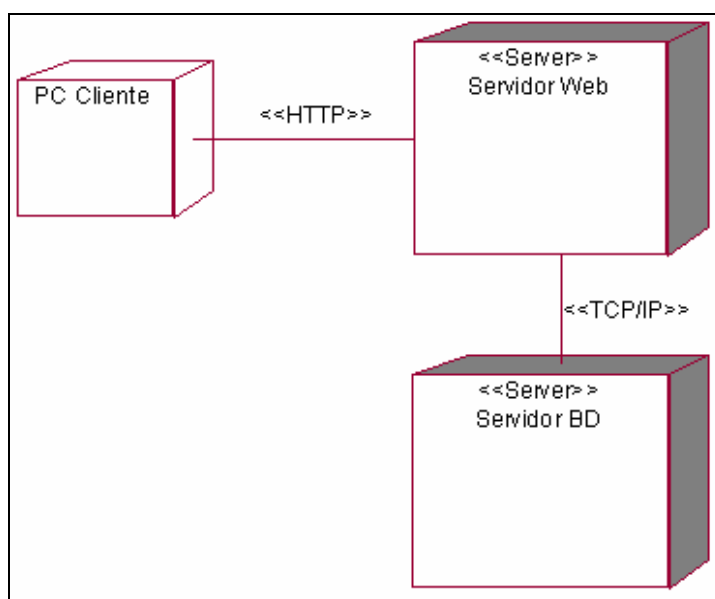 <<Server>>
Servidor Web
PC Cliente
<<HTTP>>
<<TCP/IP>>
<<Server>>
Servidor BD